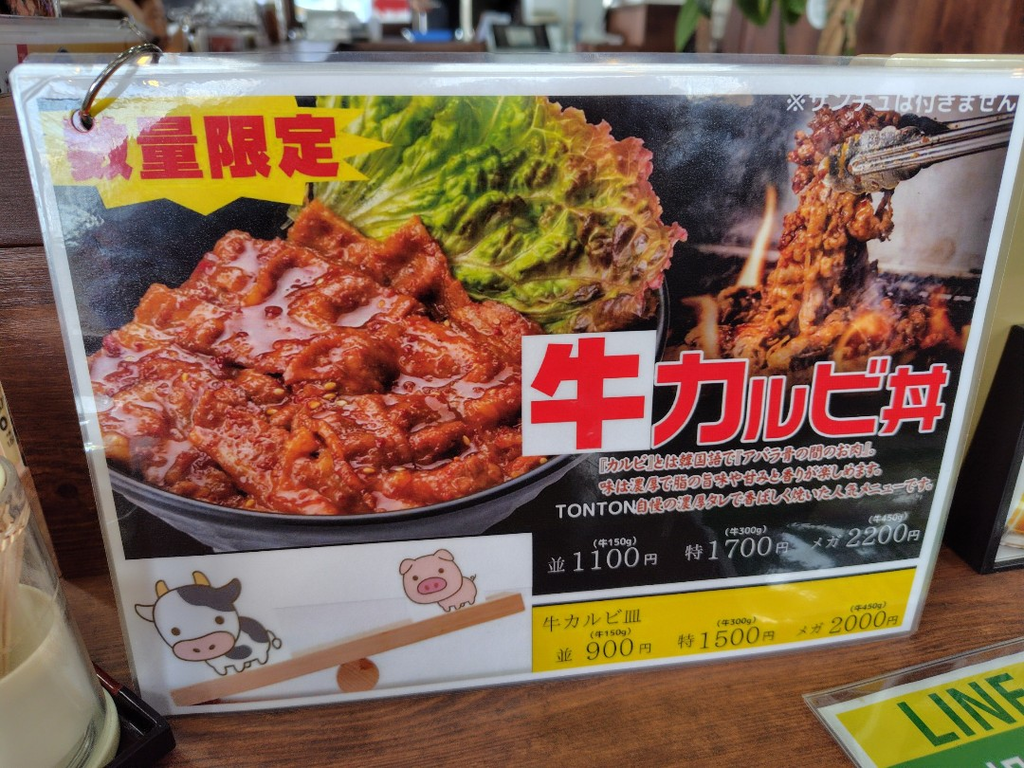 数量限定
※サンチュは付きません
牛カルビ丼
『カルビ』とは韓国語で『アバラ骨の間のお肉』。
味は濃厚で脂の旨味や甘みと香りが楽しめます。
TONTON自慢の濃厚タレで香ばしく焼いた人気メニューです。
(牛150g) (牛300g) (牛450g)
並1100円 特1700円 メガ2200円
牛カルビ皿
(牛150g) (牛300g) (牛450g)
並 900円 特1500円 メガ2000円
LINE